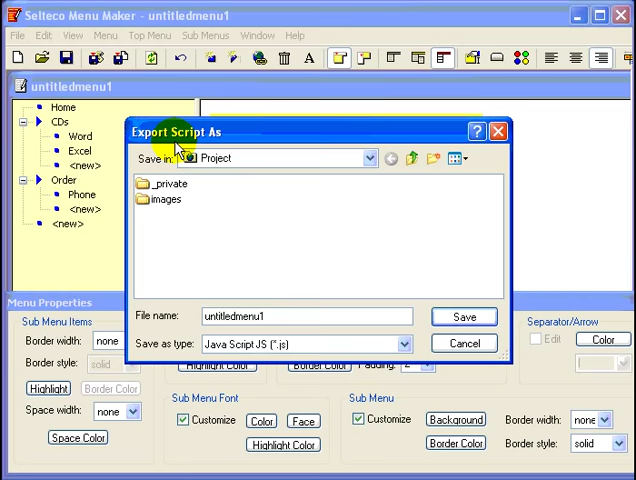 Selteco Menu Maker - untitledmenu1
File Edit View Menu Top Menu Sub Menus Window Help
untitledmenu1
Home
CDs
Word
Excel
<new>
Order
Phone
<new>
<new>
Export Script As
Save in: Project
_private
images
File name: untitledmenu1 Save
Save as type: Java Script JS (*.js) Cancel
Menu Properties
Sub Menu Items
Border width: none
Border style: solid
Highlight Border Color
Space width: none
Space Color
Highlight Color
Border Color
Padding: 2
Separator/Arrow
Edit Color
Sub Menu Font
Customize Color Face
Highlight Color
Sub Menu
Customize Background Border width: none
Border Color Border style: solid